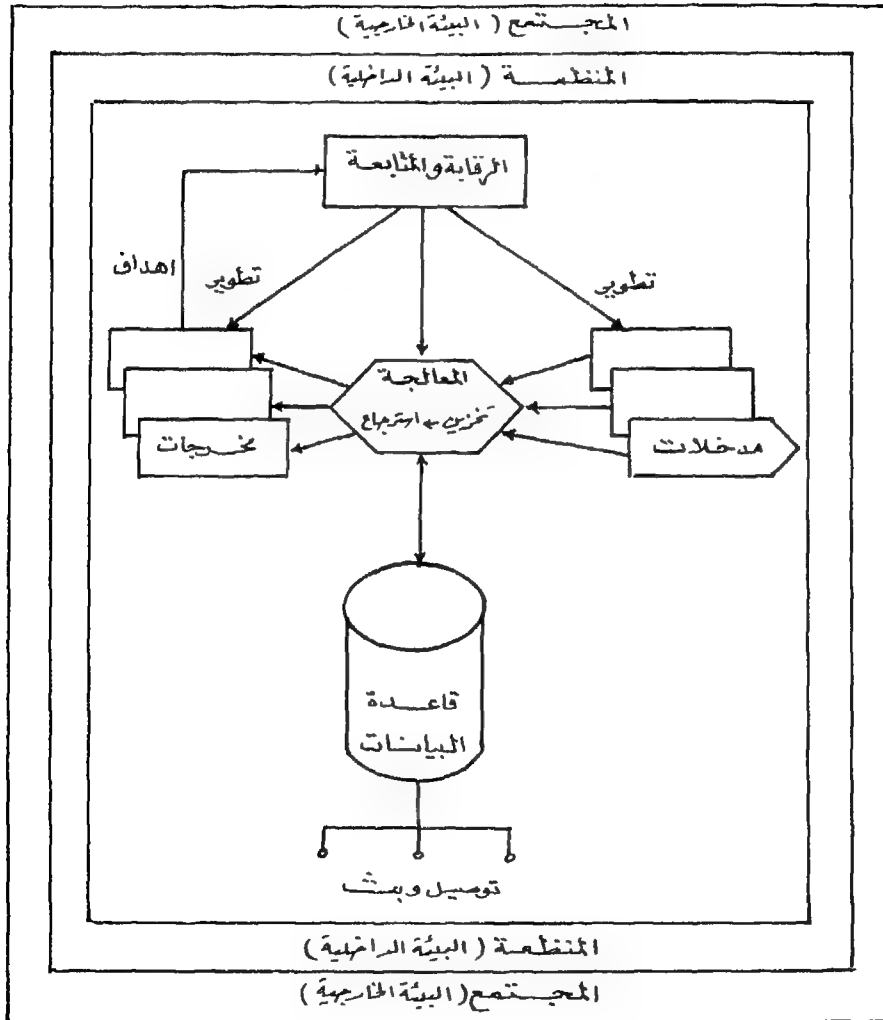 المجتمع (البيئة الخارجية)
المنظمة (البيئة الداخلية)
الرقابة والمتابعة
اهداف
تطوير
تطوير
المعالجة
تخزين + استرجاع
مدخلات
مخرجات
قاعدة
البيانات
توصيل وبث
المنظمة (البيئة الداخلية)
المجتمع (البيئة الخارجية)